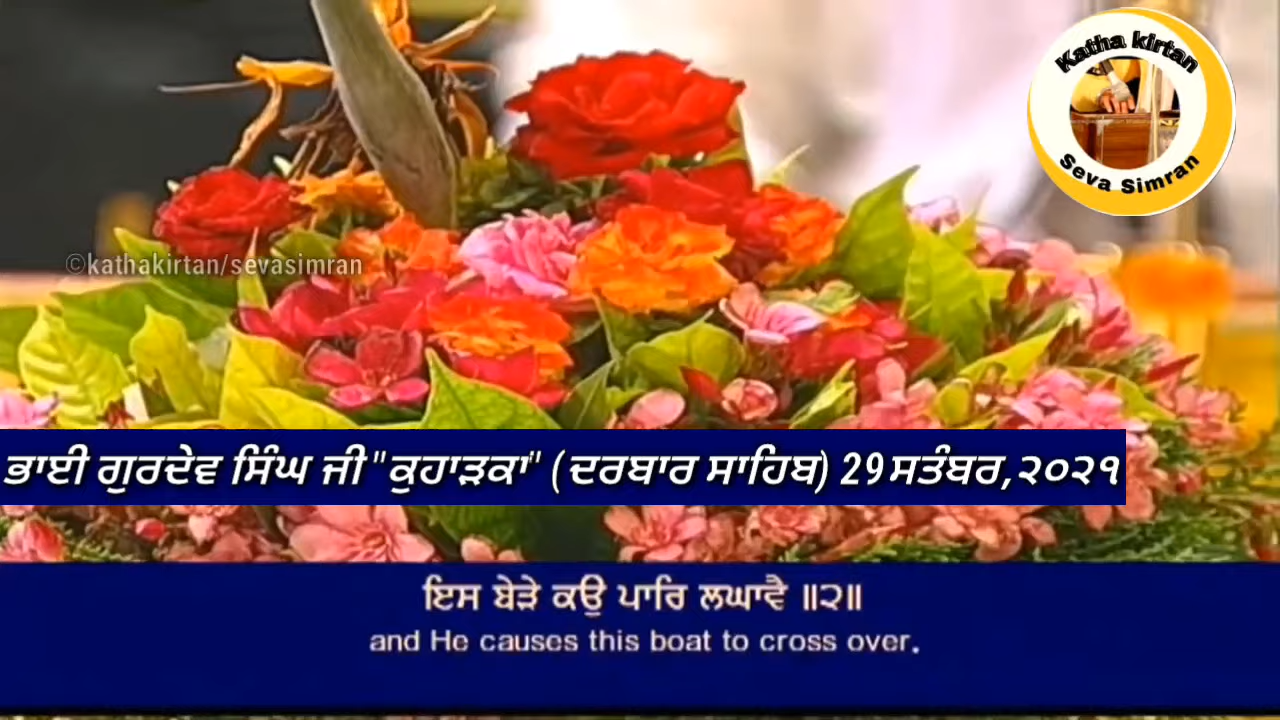 Katha kirtan
Seva Simran
©kathakirtan/sevasimran
ਭਾਈ ਗੁਰਦੇਵ ਸਿੰਘ ਜੀ "ਕੁਹਾੜਕਾ" (ਦਰਬਾਰ ਸਾਹਿਬ) 29 ਸਤੰਬਰ,੨੦੨੧
ਇਸ ਬੇੜੇ ਕਉ ਪਾਰਿ ਲਘਾਵੈ ॥੨॥
and He causes this boat to cross over.